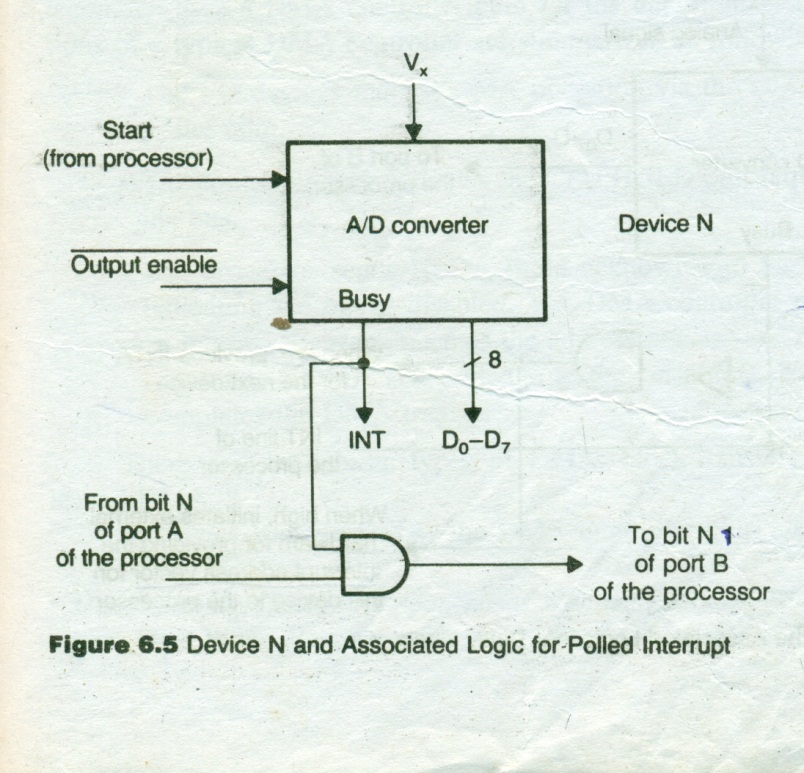 Vx
Start
(from processor)
A/D converter
Device N
Output enable
Busy
8
INT
D0–D7
From bit N
of port A
of the processor
To bit N 1
of port B
of the processor
Figure 6.5 Device N and Associated Logic for Polled Interrupt